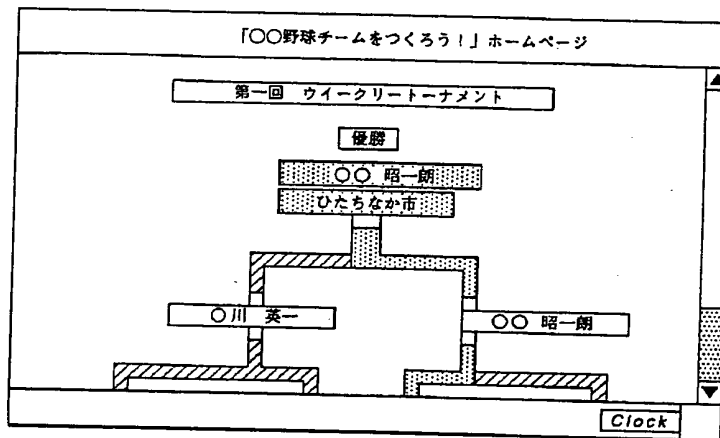 「○○野球チームをつくろう!」ホームページ
第一回 ウイークリートーナメント
優勝
○○ 昭一朗
ひたちなか市
○川 英一
○○ 昭一朗
Clock